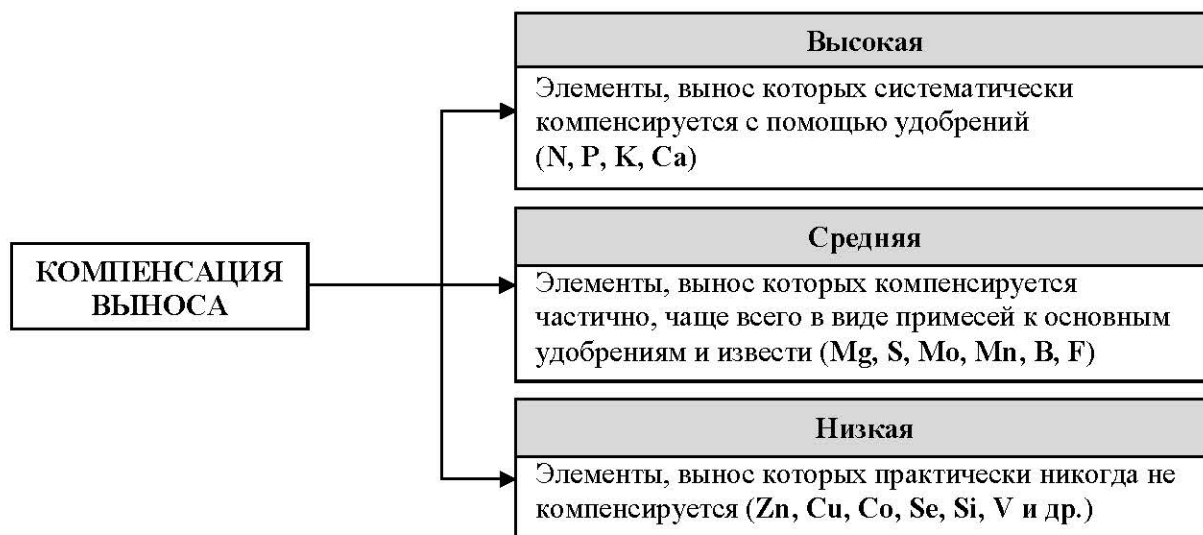 КОМПЕНСАЦИЯ
ВЫНОСА
Высокая
Элементы, вынос которых систематически
компенсируется с помощью удобрений
(N, P, K, Ca)
Средняя
Элементы, вынос которых компенсируется
частично, чаще всего в виде примесей к основным
удобрениям и извести (Mg, S, Mo, Mn, B, F)
Низкая
Элементы, вынос которых практически никогда не
компенсируется (Zn, Cu, Co, Se, Si, V и др.)